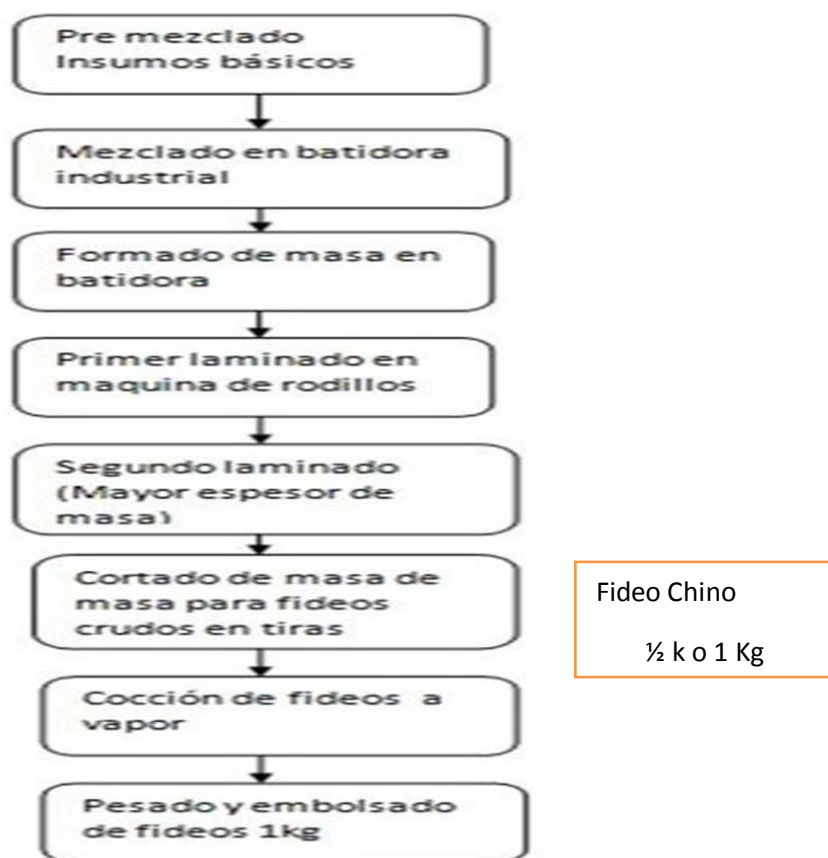 Pre mezclado
Insumos básicos
Mezclado en batidora
industrial
Formado de masa en
batidora
Primer laminado en
maquina de rodillos
Segundo laminado
(Mayor espesor de
masa)
Cortado de masa de
masa para fideos
crudos en tiras
Cocción de fideos a
vapor
Pesado y embolsado
de fideos 1kg
Fideo Chino
½ k o 1 Kg